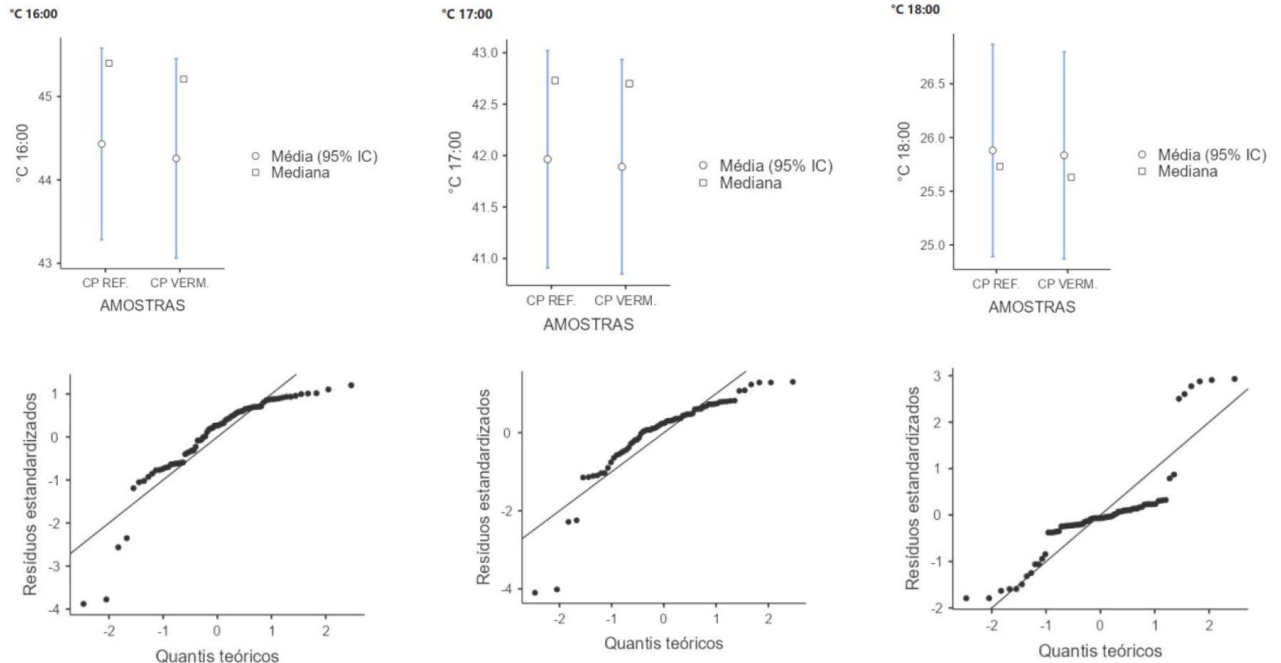 °C 16:00
45
44
43
°C 16:00
CP REF. CP VERM.
AMOSTRAS
Média (95% IC)
Mediana
°C 17:00
43.0
42.5
42.0
41.5
41.0
°C 17:00
CP REF. CP VERM.
AMOSTRAS
Média (95% IC)
Mediana
°C 18:00
26.5
26.0
25.5
25.0
°C 18:00
CP REF. CP VERM.
AMOSTRAS
Média (95% IC)
Mediana
1
0
-1
-2
-3
-4
Resíduos estandardizados
-2 -1 0 1 2
Quantis teóricos
0
-2
-4
Resíduos estandardizados
-2 -1 0 1 2
Quantis teóricos
3
2
1
0
-1
-2
Resíduos estandardizados
-2 -1 0 1 2
Quantis teóricos